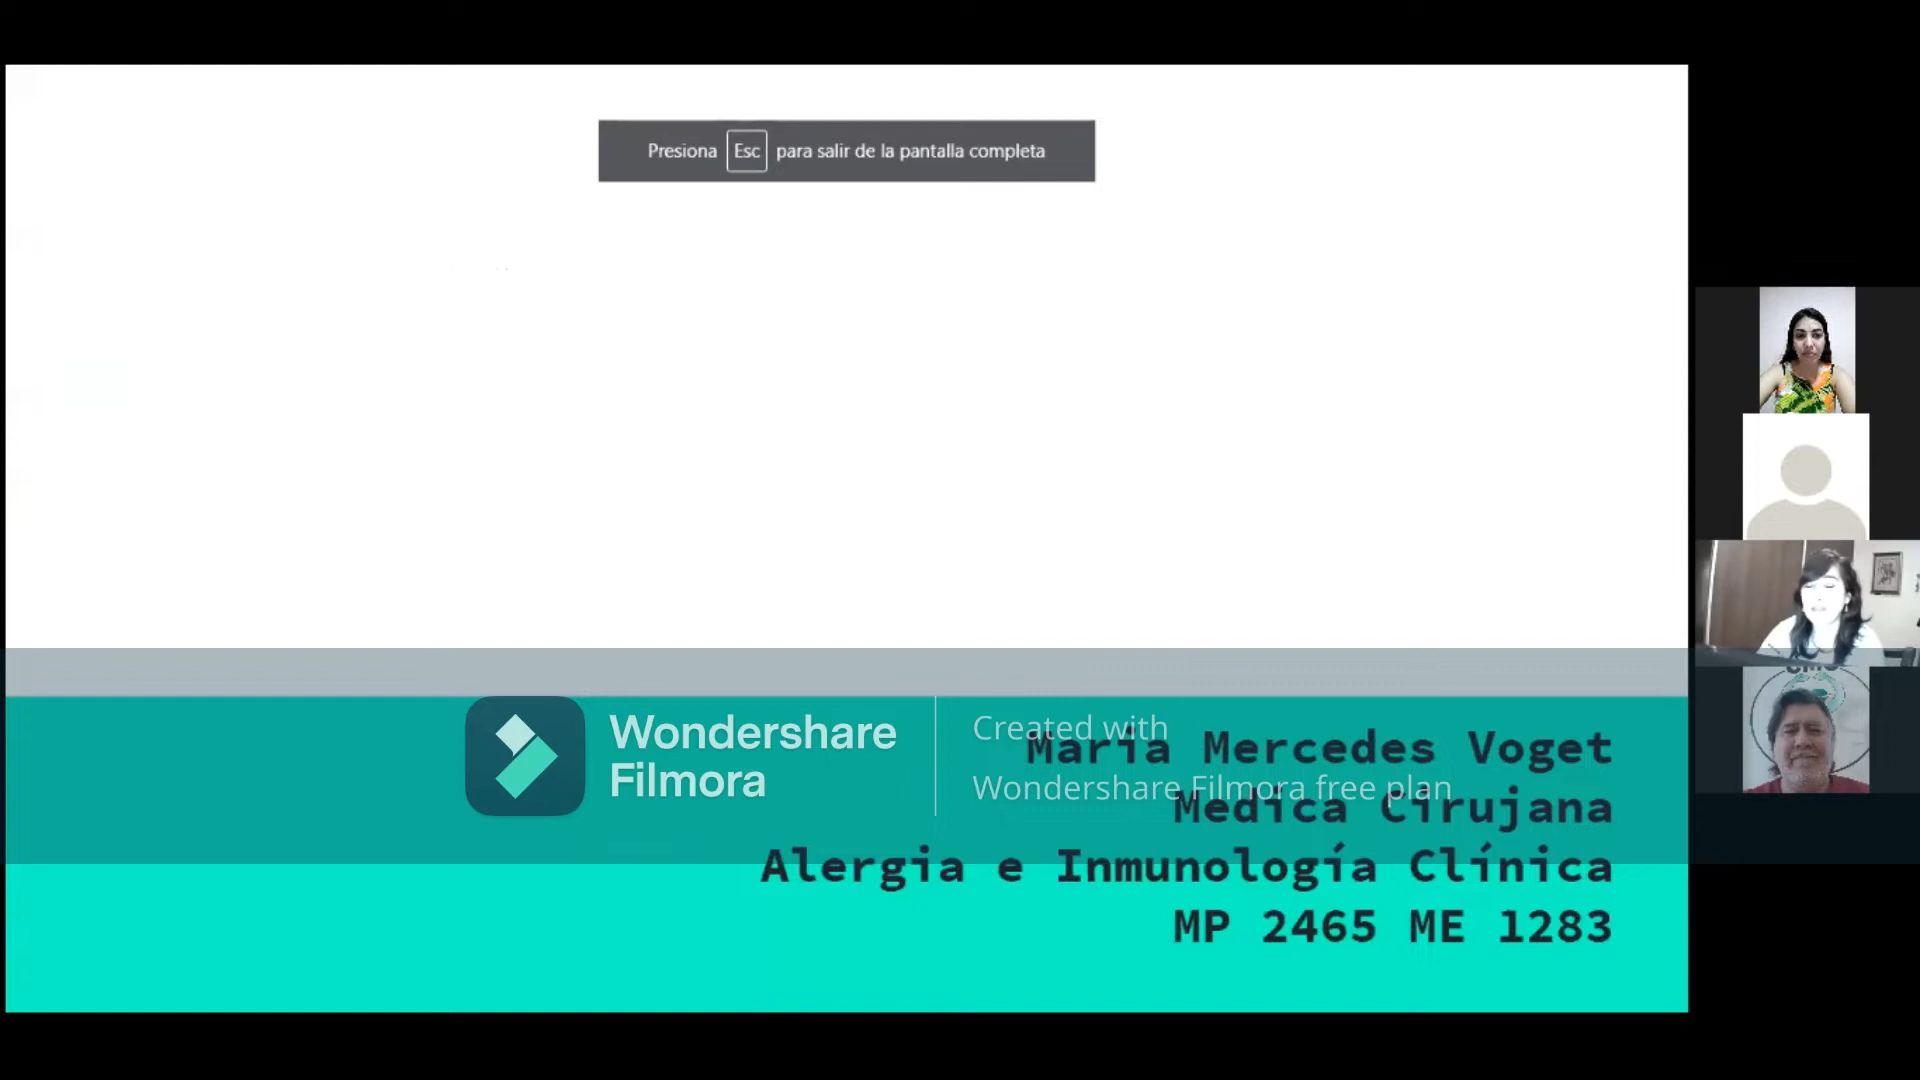 Presiona Esc para salir de la pantalla completa
Wondershare
Filmora
Created with
Wondershare Filmora free plan
Maria Mercedes Voget
Medica Cirujana
Alergia e Inmunología Clínica
MP 2465 ME 1283